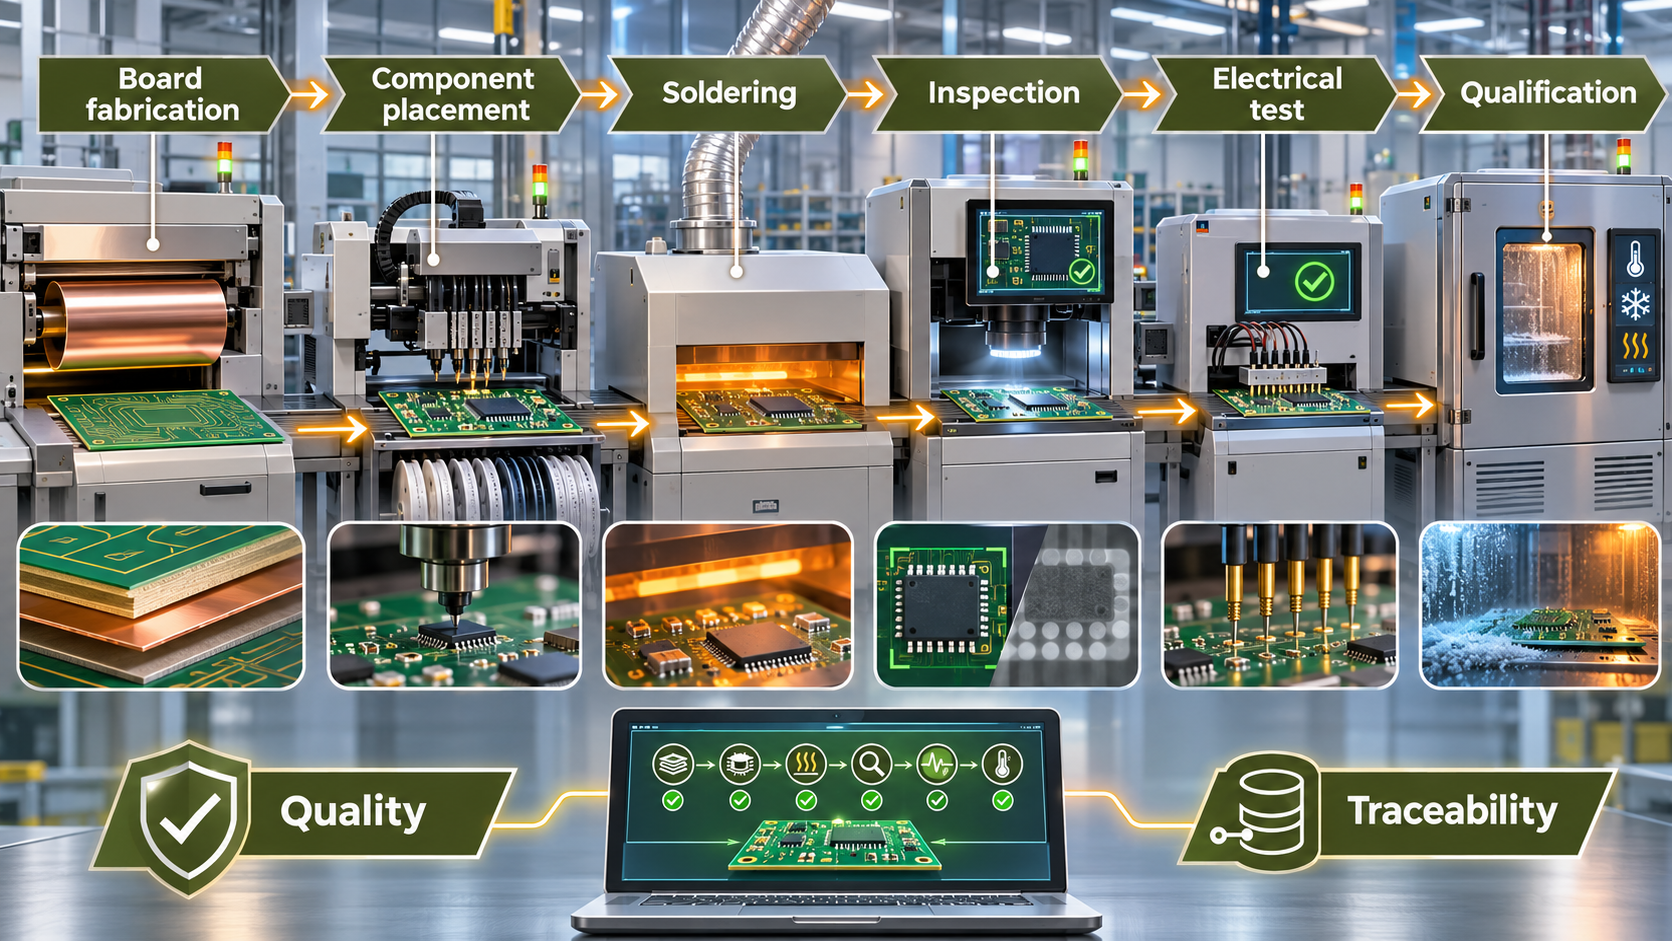 Board
fabrication
Component
placement
Soldering
Inspection
Electrical
test
Qualification
Quality
Traceability